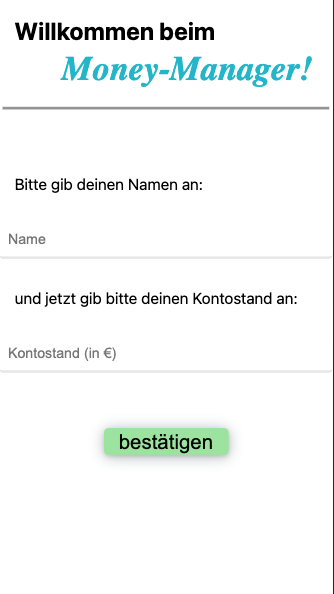 Willkommen beim
Money-Manager!
Bitte gib deinen Namen an:
Name
und jetzt gib bitte deinen Kontostand an:
Kontostand (in €)
bestätigen